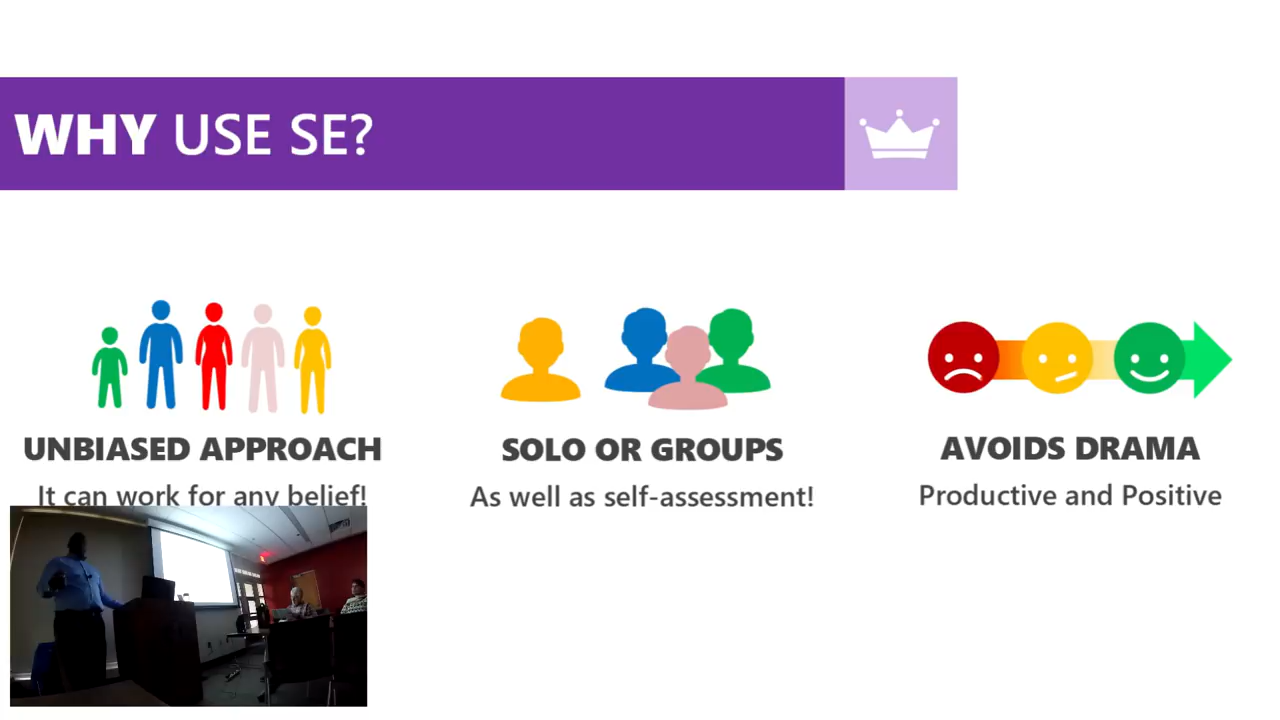 WHY USE SE?
UNBIASED APPROACH
It can work for any belief!
SOLO OR GROUPS
As well as self-assessment!
AVOIDS DRAMA
Productive and Positive